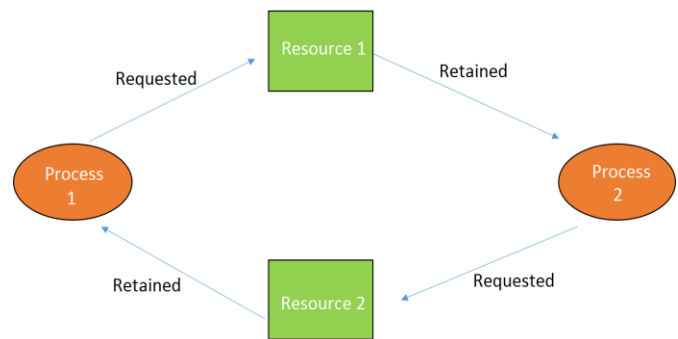 Resource 1
Requested
Retained
Process
1
Process
2
Retained
Resource 2
Requested